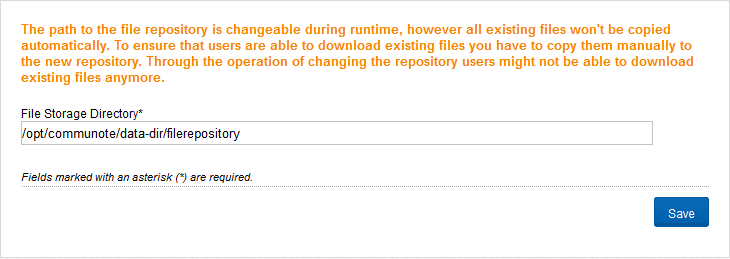 The path to the file repository is changeable during runtime, however all existing files won't be copied
automatically. To ensure that users are able to download existing files you have to copy them manually to
the new repository. Through the operation of changing the repository users might not be able to download
existing files anymore.
File Storage Directory*
/opt/communote/data-dir/filerepository
Fields marked with an asterisk (*) are required.
Save